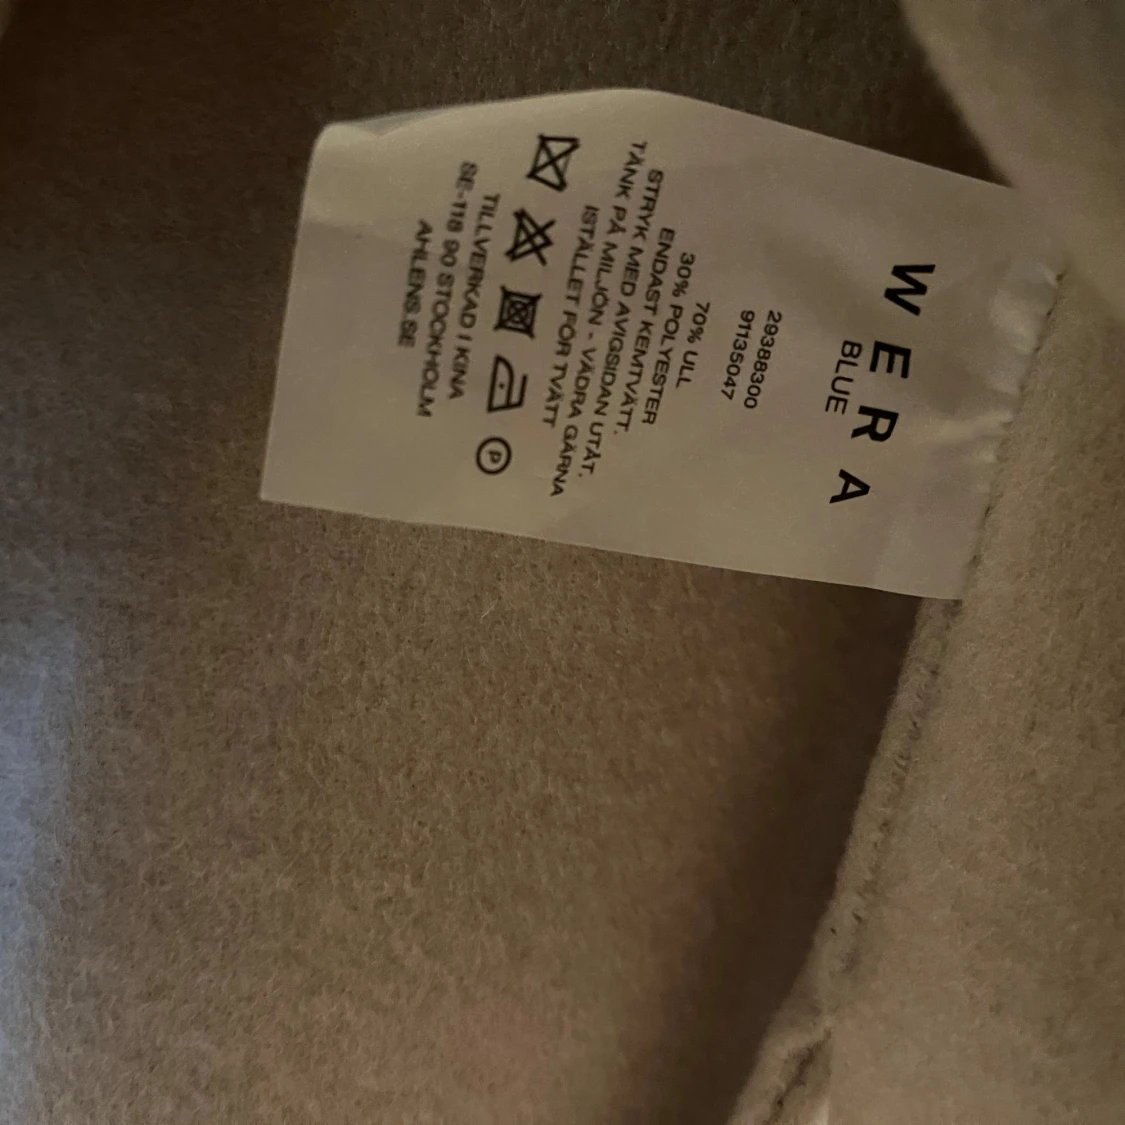 WERA
BLUE
29388300
91135047
70% ULL
30% POLYESTER
ENDAST KEMTVÄTT.
STRYK MED AVIGSIDAN UTÅT.
TÄNK PÅ MILJÖN - VÄDRA GÄRNA
ISTÄLLET FÖR TVÄTT
P
TILLVERKAD I KINA
SE-118 90 STOCKHOLM
AHLENS.SE